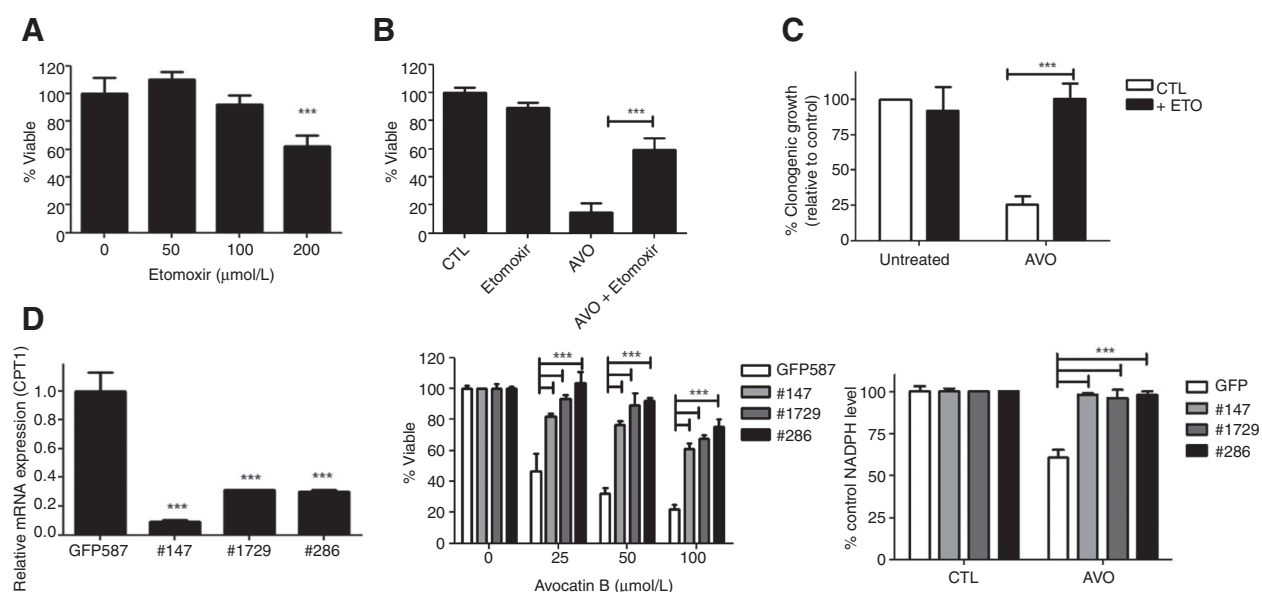 A
120
100
80
60
40
20
0
% Viable
***
0 50 100 200
Etomoxir (μmol/L)
B
120
100
80
60
40
20
0
% Viable
***
CTL
Etomoxir
AVO
AVO + Etomoxir
C
100
75
50
25
0
% Clonogenic growth
(relative to control)
***
Untreated AVO
CTL
+ ETO
D
1.0
0.8
0.6
0.4
0.2
0.0
Relative mRNA expression (CPT1)
*** *** ***
GFP587 #147 #1729 #286
120
100
80
60
40
20
0
% Viable
*** *** ***
0 25 50 100
Avocatin B (μmol/L)
GFP587
#147
#1729
#286
100
75
50
25
0
% control NADPH level
***
CTL AVO
GFP
#147
#1729
#286